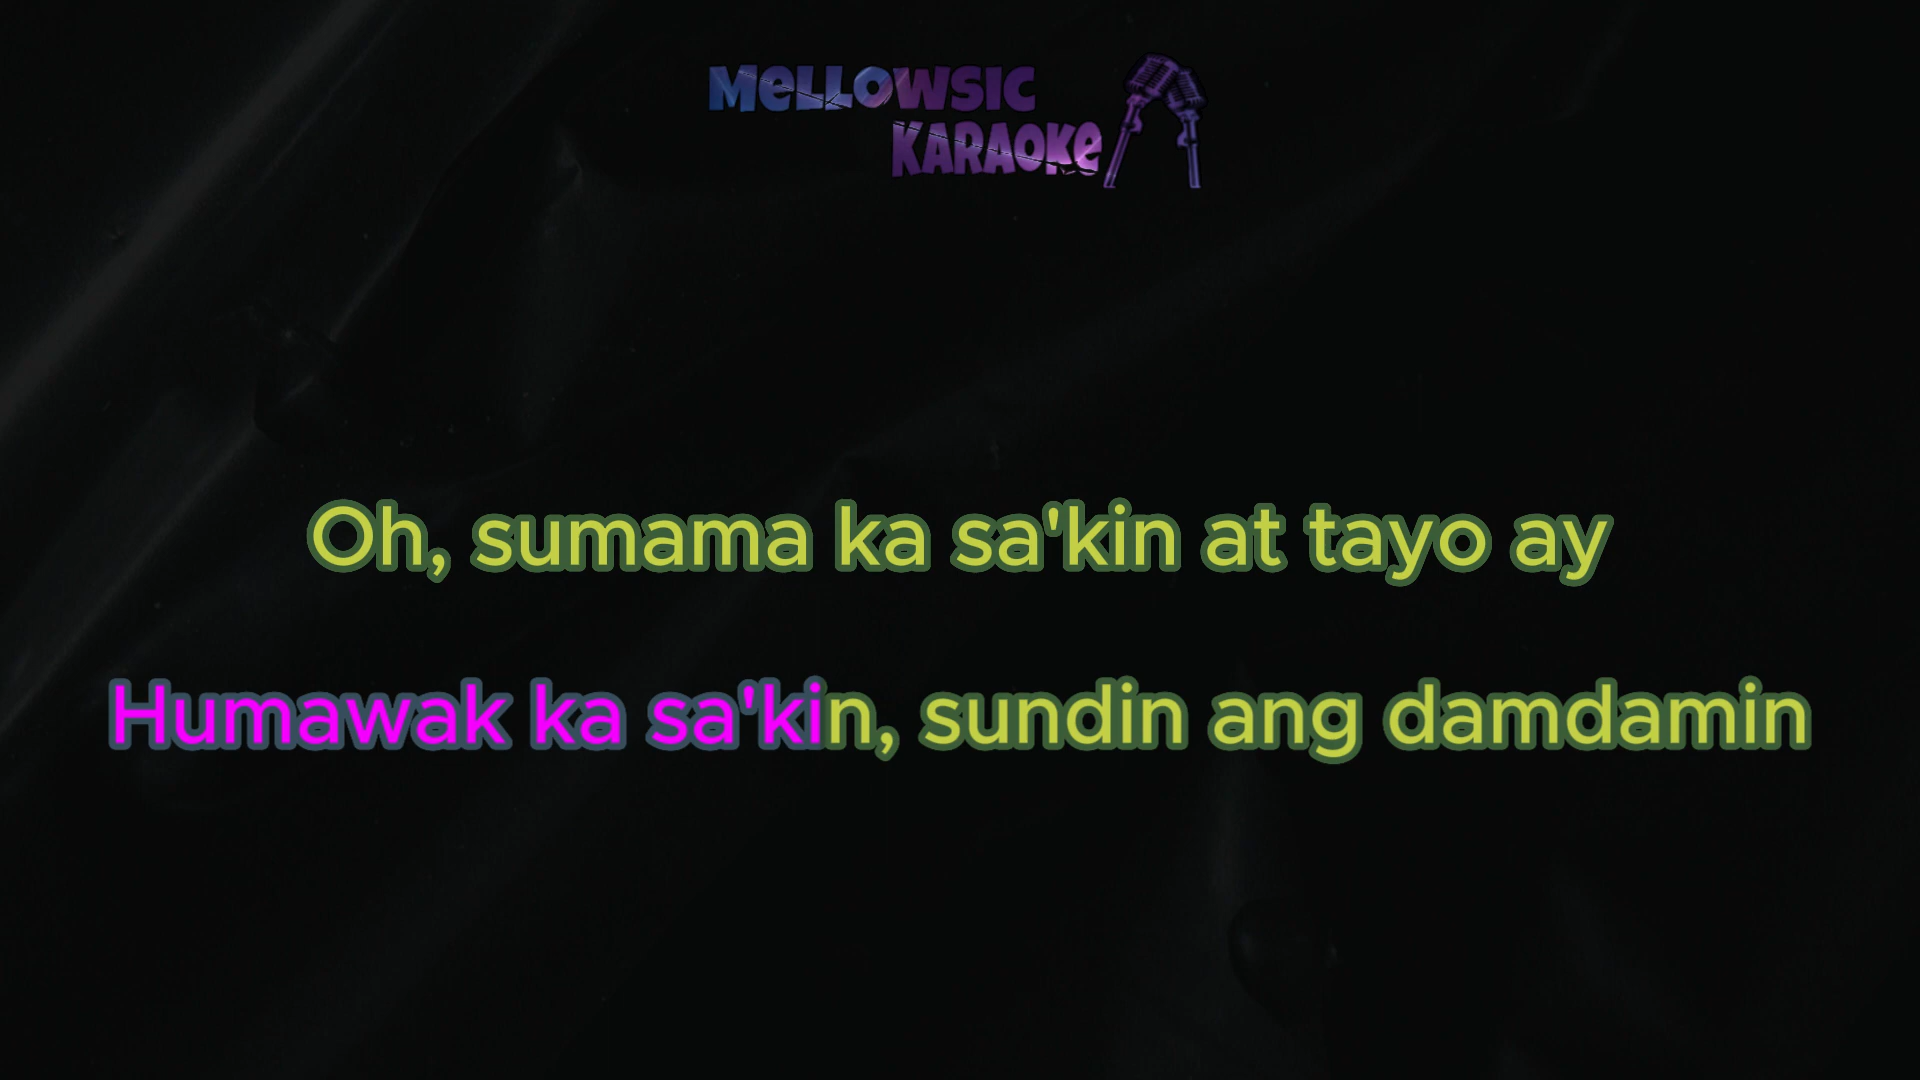 MELLOWSIC
KARAOKE
Oh, sumama ka sa'kin at tayo ay
Humawak ka sa'kin, sundin ang damdamin